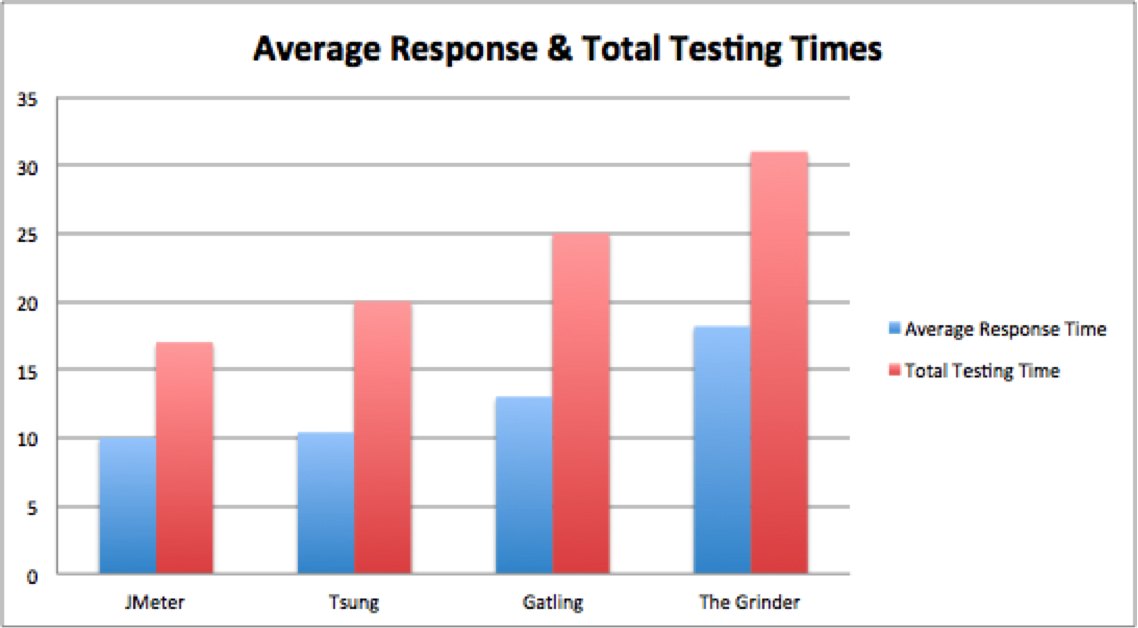 Average Response & Total Testing Times
35
30
25
20
15
10
5
0
JMeter
Tsung
Gatling
The Grinder
Average Response Time
Total Testing Time